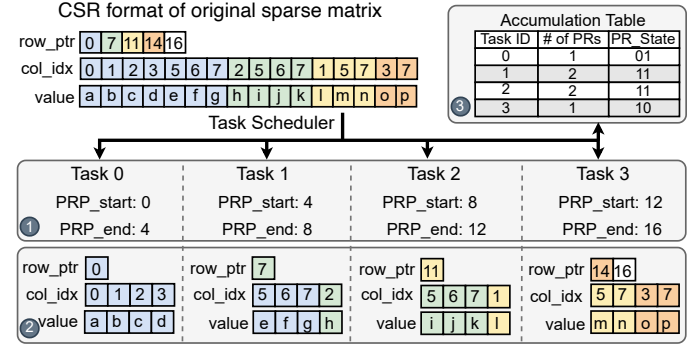 CSR format of original sparse matrix
row_ptr 0 7 11 14 16
col_idx 0 1 2 3 5 6 7 2 5 6 7 1 5 7 3 7
value a b c d e f g h i j k l m n o p
Task Scheduler
Accumulation Table
Task ID # of PRs PR_State
0 1 01
1 2 11
2 2 11
3 1 10
3
Task 0 Task 1 Task 2 Task 3
PRP_start: 0 PRP_start: 4 PRP_start: 8 PRP_start: 12
1 PRP_end: 4 PRP_end: 8 PRP_end: 12 PRP_end: 16
row_ptr 0 row_ptr 7 row_ptr 11 row_ptr 14 16
col_idx 0 1 2 3 col_idx 5 6 7 2 col_idx 5 6 7 1 col_idx 5 7 3 7
2 value a b c d value e f g h value i j k l value m n o p